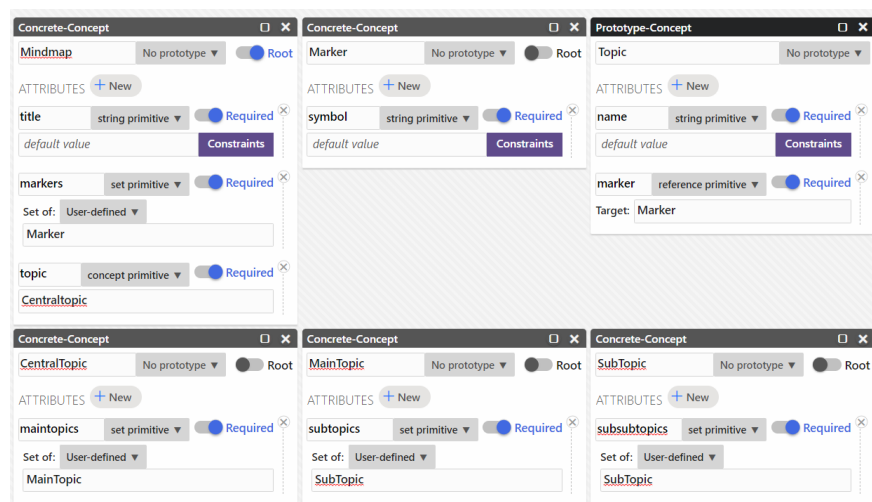 Concrete-Concept
Mindmap No prototype ▼ Root
ATTRIBUTES + New
title string primitive ▼ Required
default value Constraints
markers set primitive ▼ Required
Set of: User-defined ▼
Marker
topic concept primitive ▼ Required
Centraltopic
Concrete-Concept
Marker No prototype ▼ Root
ATTRIBUTES + New
symbol string primitive ▼ Required
default value Constraints
Prototype-Concept
Topic No prototype ▼
ATTRIBUTES + New
name string primitive ▼ Required
default value Constraints
marker reference primitive ▼ Required
Target: Marker
Concrete-Concept
CentralTopic No prototype ▼ Root
ATTRIBUTES + New
maintopics set primitive ▼ Required
Set of: User-defined ▼
MainTopic
Concrete-Concept
MainTopic No prototype ▼ Root
ATTRIBUTES + New
subtopics set primitive ▼ Required
Set of: User-defined ▼
SubTopic
Concrete-Concept
SubTopic No prototype ▼ Root
ATTRIBUTES + New
subsubtopics set primitive ▼ Required
Set of: User-defined ▼
SubTopic